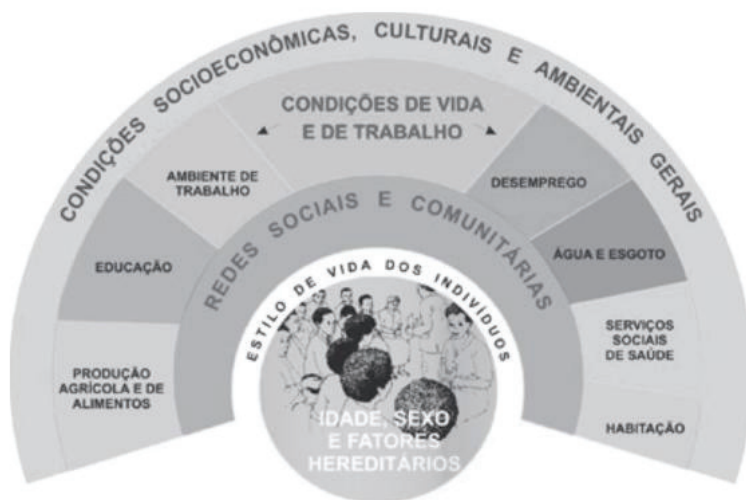 CONDIÇÕES SOCIOECONÔMICAS, CULTURAIS E AMBIENTAIS GERAIS
CONDIÇÕES DE VIDA
E DE TRABALHO
AMBIENTE DE
TRABALHO
DESEMPREGO
REDES SOCIAIS E COMUNITÁRIAS
EDUCAÇÃO
ÁGUA E ESGOTO
ESTILO DE VIDA DOS INDIVÍDUOS
PRODUÇÃO
AGRÍCOLA E DE
ALIMENTOS
SERVIÇOS
SOCIAIS
DE SAÚDE
HABITAÇÃO
IDADE, SEXO
E FATORES
HEREDITÁRIOS